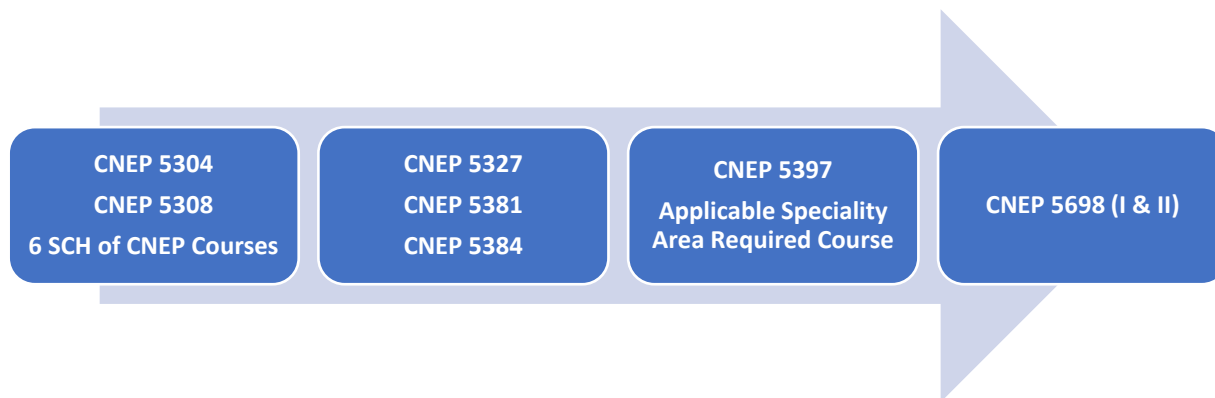 CNEP 5304
CNEP 5308
6 SCH of CNEP Courses
CNEP 5327
CNEP 5381
CNEP 5384
CNEP 5397
Applicable Speciality
Area Required Course
CNEP 5698 (I & II)